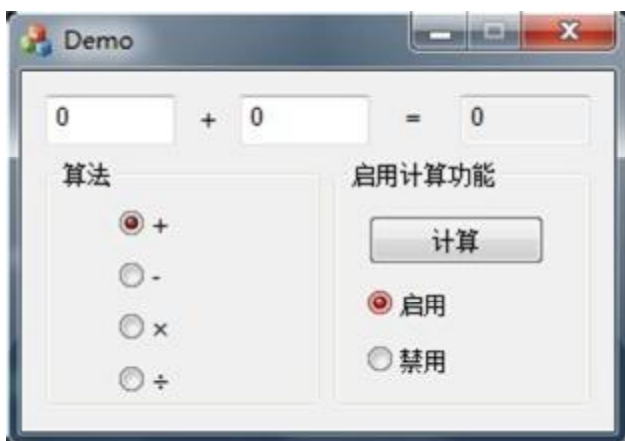 Demo
0 + 0 = 0
算法 启用计算功能
+ 计算
-
启用
×
禁用
÷